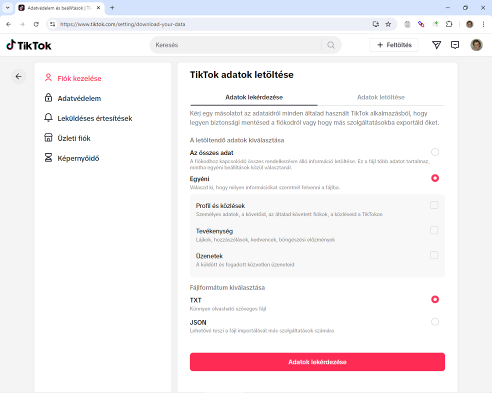 Adatvédelem és beállítások | Ti
https://www.tiktok.com/setting/download-your-data
TikTok
Keresés
+ Feltöltés
Fiók kezelése
Adatvédelem
Leküldéses értesítések
Üzleti fiók
Képernyőidő
TikTok adatok letöltése
Adatok lekérdezése
Adatok letöltése
Kérj egy másolatot az adataidról minden általad használt TikTok alkalmazásból, hogy
legyen biztonsági mentésed a fiókodról vagy hogy más szolgáltatásokba exportáld őket.
A letöltendő adatok kiválasztása
Az összes adat
A fiókodhoz kapcsolódó összes rendelkezésre álló információ letöltése. Ez a fájl több adatot tartalmaz,
mintha egyéni beállítások közül választanál.
Egyéni
Válaszd ki, hogy milyen információkat szeretnél felvenni a fájlba.
Profil és közlések
Személyes adatok, a követőid, az általad követett fiókok, a közléseid a TikTokon
Tevékenység
Lájkok, hozzászólások, kedvencek, böngészési előzmények
Üzenetek
A küldött és fogadott közvetlen üzeneteid
Fájlformátum kiválasztása
TXT
Könnyen olvasható szöveges fájl
JSON
Lehetővé teszi a fájl importálását más szolgáltatások számára
Adatok lekérdezése